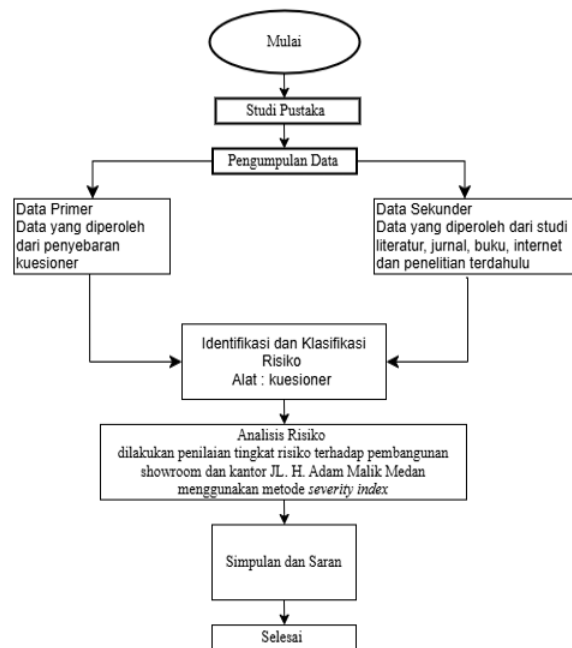 Mulai
Studi Pustaka
Pengumpulan Data
Data Primer
Data yang diperoleh
dari penyebaran
kuesioner
Data Sekunder
Data yang diperoleh dari studi
literatur, jurnal, buku, internet
dan penelitian terdahulu
Identifikasi dan Klasifikasi
Risiko
Alat : kuesioner
Analisis Risiko
dilakukan penilaian tingkat risiko terhadap pembangunan
showroom dan kantor JL. H. Adam Malik Medan
menggunakan metode severity index
Simpulan dan Saran
Selesai